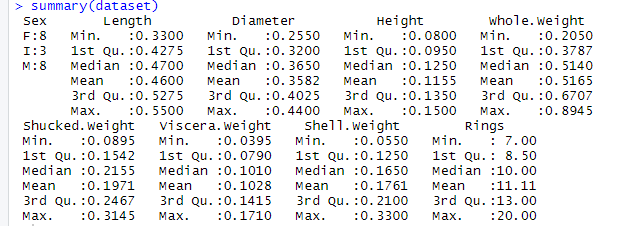 > summary(dataset)
Sex Length Diameter Height Whole.Weight
F:8 Min. :0.3300 Min. :0.2550 Min. :0.0800 Min. :0.2050
I:3 1st Qu.:0.4275 1st Qu.:0.3200 1st Qu.:0.0950 1st Qu.:0.3787
M:8 Median :0.4700 Median :0.3650 Median :0.1250 Median :0.5140
Mean :0.4600 Mean :0.3582 Mean :0.1155 Mean :0.5165
3rd Qu.:0.5275 3rd Qu.:0.4025 3rd Qu.:0.1350 3rd Qu.:0.6707
Max. :0.5500 Max. :0.4400 Max. :0.1500 Max. :0.8945
Shucked.Weight Viscera.Weight Shell.Weight Rings
Min. :0.0895 Min. :0.0395 Min. :0.0550 Min. : 7.00
1st Qu.:0.1542 1st Qu.:0.0790 1st Qu.:0.1250 1st Qu.: 8.50
Median :0.2155 Median :0.1010 Median :0.1650 Median :10.00
Mean :0.1971 Mean :0.1028 Mean :0.1761 Mean :11.11
3rd Qu.:0.2467 3rd Qu.:0.1415 3rd Qu.:0.2100 3rd Qu.:13.00
Max. :0.3145 Max. :0.1710 Max. :0.3300 Max. :20.00